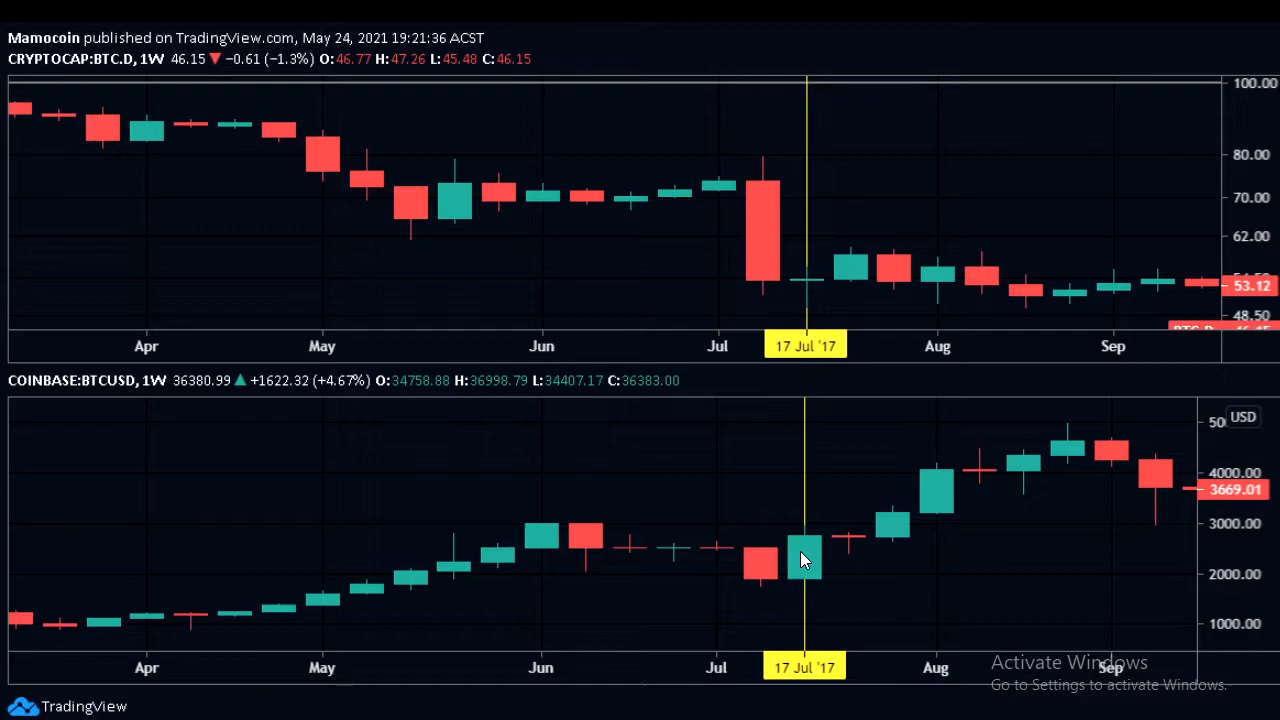 Mamocoin published on TradingView.com, May 24, 2021 19:21:36 ACST
CRYPTOCAP:BTC.D, 1W 46.15 ▼ −0.61 (−1.3%) O:46.77 H:47.26 L:45.48 C:46.15
100.00
80.00
70.00
62.00
53.12
48.50
BTC.D 46.15
Apr May Jun Jul 17 Jul '17 Aug Sep
COINBASE:BTCUSD, 1W 36380.99 ▲ +1622.32 (+4.67%) O:34758.88 H:36998.79 L:34407.17 C:36383.00
USD
4000.00
3669.01
3000.00
2000.00
1000.00
Apr May Jun Jul 17 Jul '17 Aug Sep
Activate Windows
Go to Settings to activate Windows.
TradingView